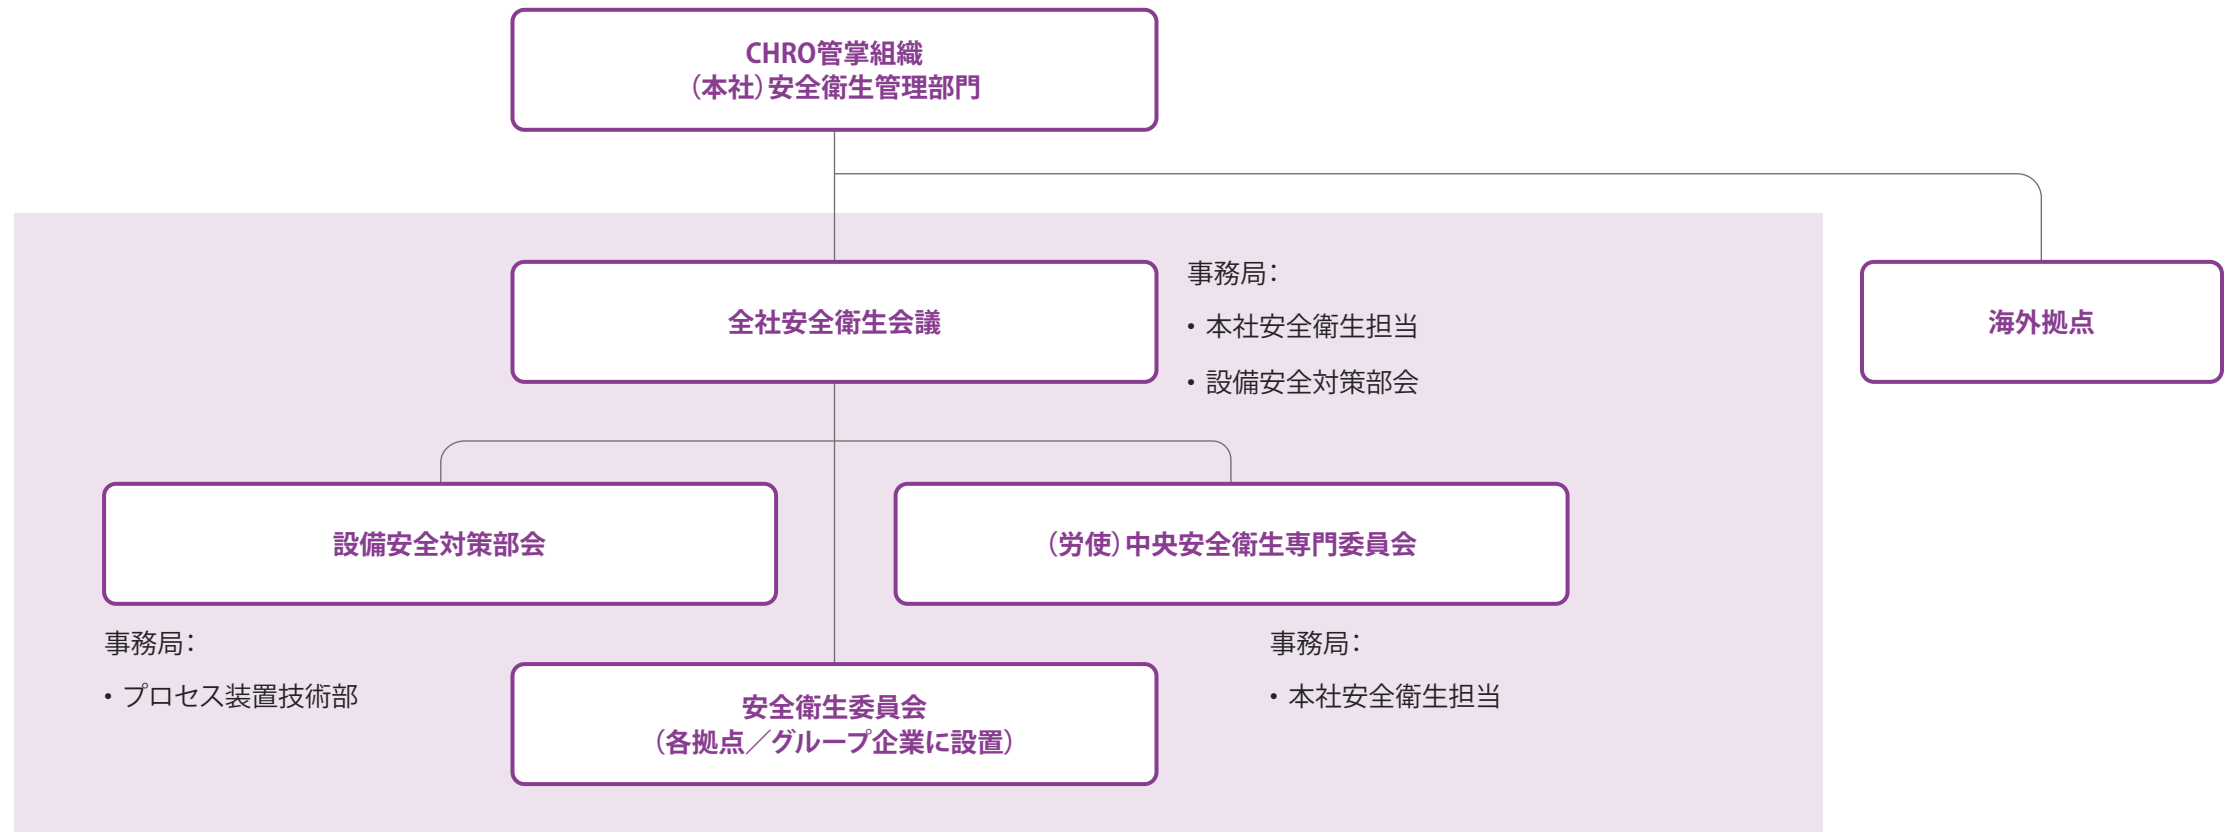 CHRO管掌組織
（本社）安全衛生管理部門
全社安全衛生会議
事務局：
• 本社安全衛生担当
• 設備安全対策部会
海外拠点
設備安全対策部会
（労使）中央安全衛生専門委員会
事務局：
• プロセス装置技術部
安全衛生委員会
（各拠点／グループ企業に設置）
事務局：
• 本社安全衛生担当